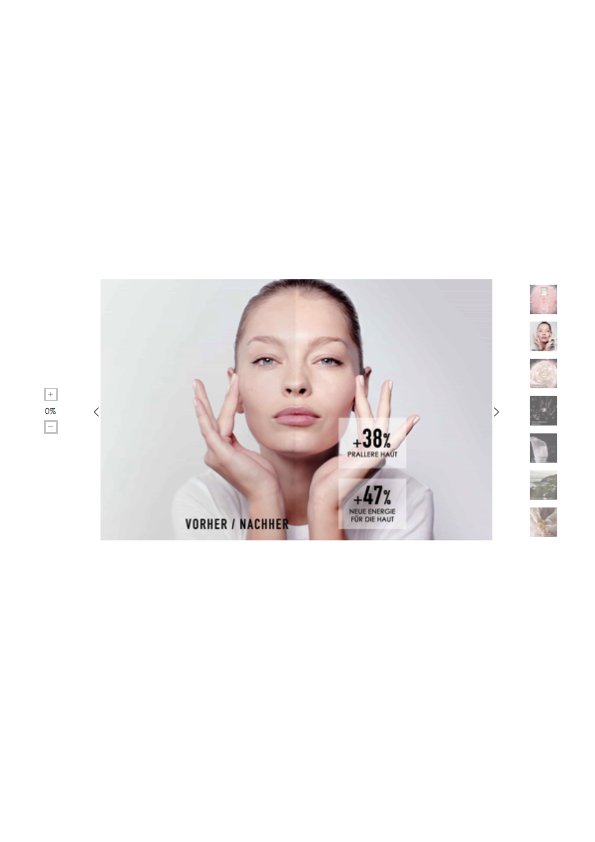 0%
+38%
PRALLERE HAUT
+47%
NEUE ENERGIE
FÜR DIE HAUT
VORHER / NACHHER